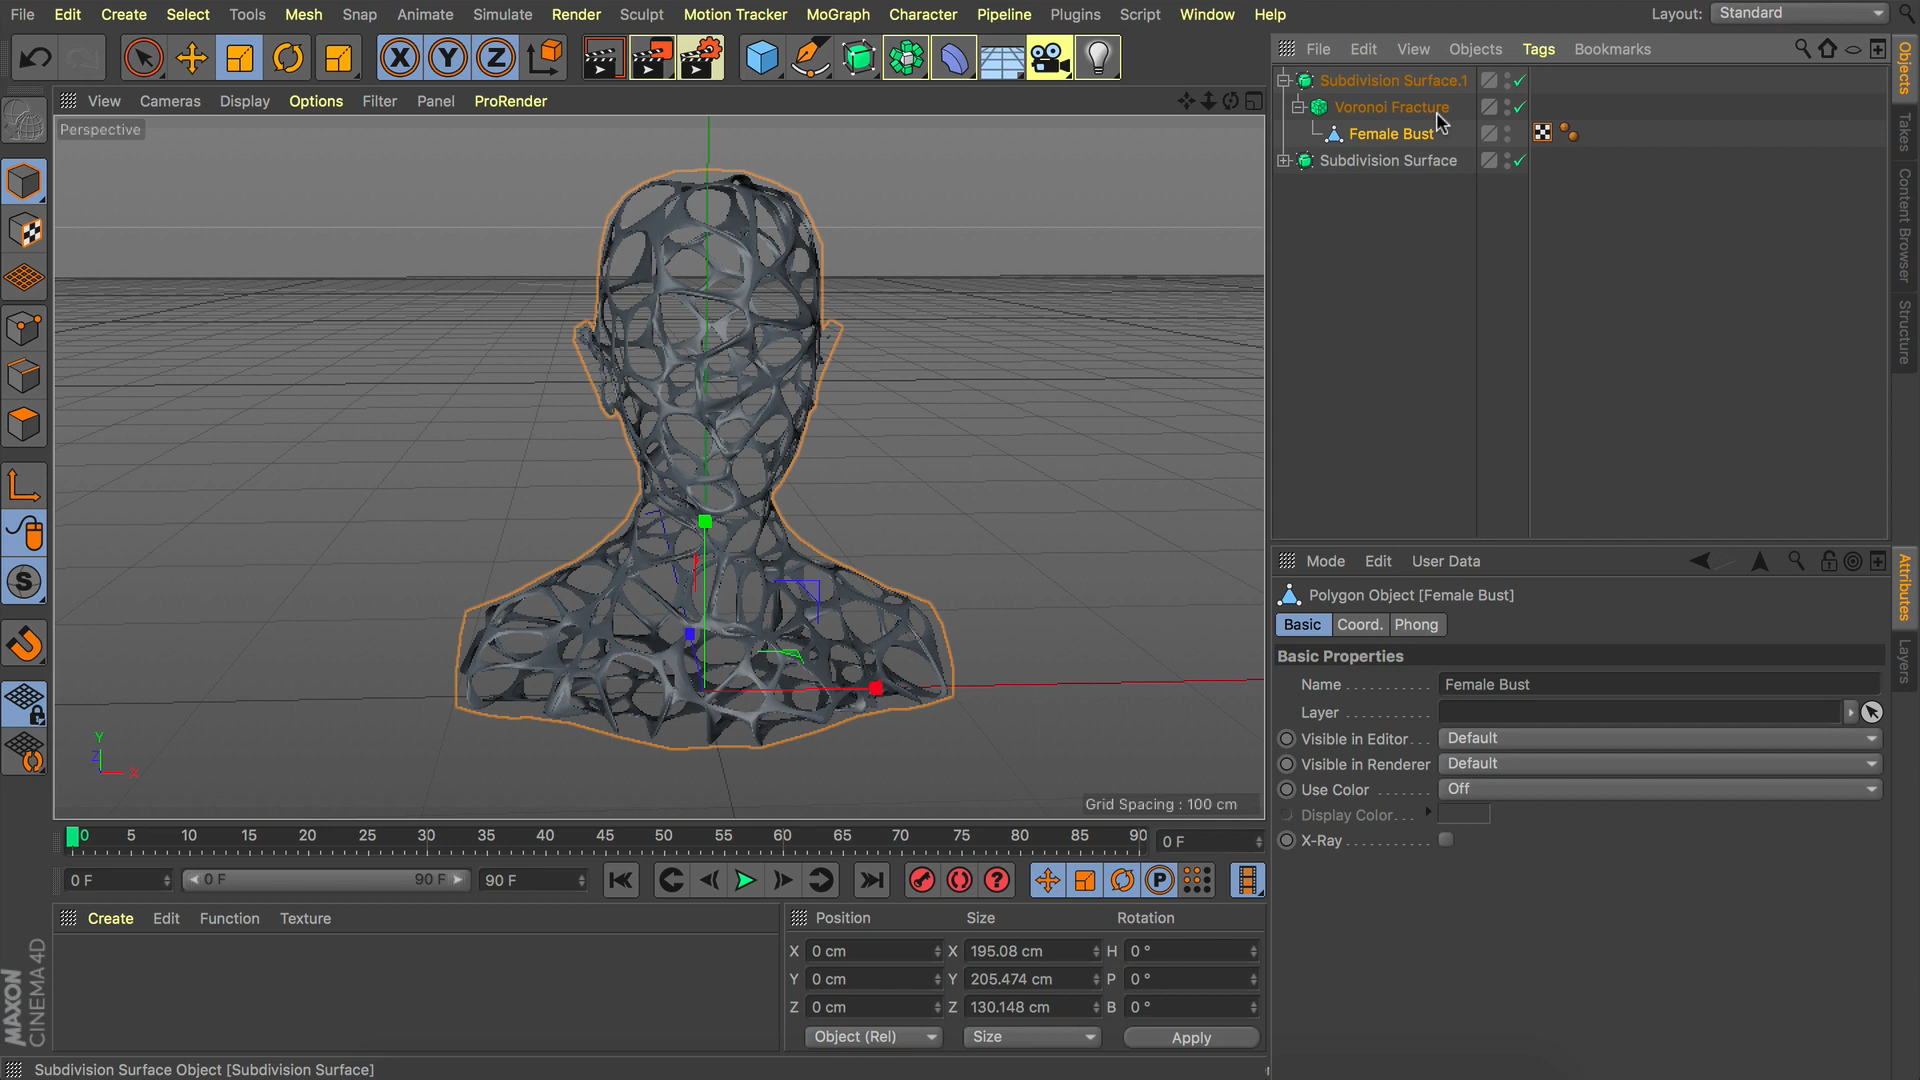 File Edit Create Select Tools Mesh Snap Animate Simulate Render Sculpt Motion Tracker MoGraph Character Pipeline Plugins Script Window Help
Layout: Standard
File Edit View Objects Tags Bookmarks
View Cameras Display Options Filter Panel ProRender
Perspective
Subdivision Surface.1
Voronoi Fracture
Female Bust
Subdivision Surface
Objects
Takes
Content Browser
Structure
Mode Edit User Data
Polygon Object [Female Bust]
Basic Coord. Phong
Basic Properties
Name Female Bust
Layer
Visible in Editor Default
Visible in Renderer Default
Use Color Off
Display Color
X-Ray
Attributes
Layers
Y
Z
X
Grid Spacing : 100 cm
0 5 10 15 20 25 30 35 40 45 50 55 60 65 70 75 80 85 90
0 F
0 F 0 F 90 F 90 F
Create Edit Function Texture
Position Size Rotation
X 0 cm X 195.08 cm H 0 °
Y 0 cm Y 205.474 cm P 0 °
Z 0 cm Z 130.148 cm B 0 °
Object (Rel) Size Apply
MAXON
CINEMA 4D
Subdivision Surface Object [Subdivision Surface]